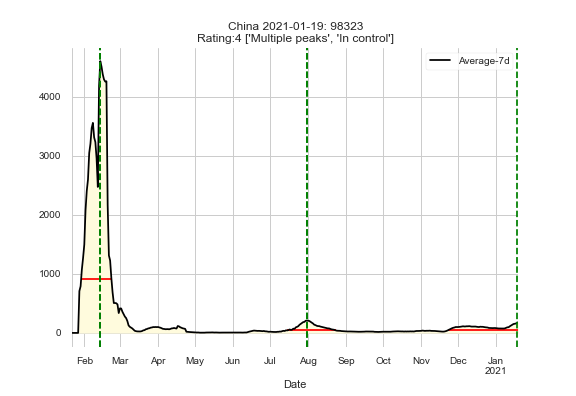 China 2021-01-19: 98323
Rating:4 ['Multiple peaks', 'In control']
Average-7d
4000
3000
2000
1000
0
Feb Mar Apr May Jun Jul Aug Sep Oct Nov Dec Jan
2021
Date